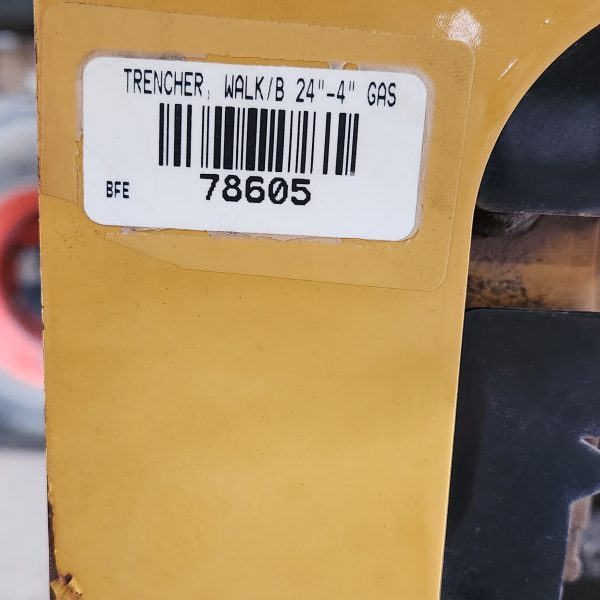 TRENCHER, WALK/B 24"-4" GAS
BFE 78605